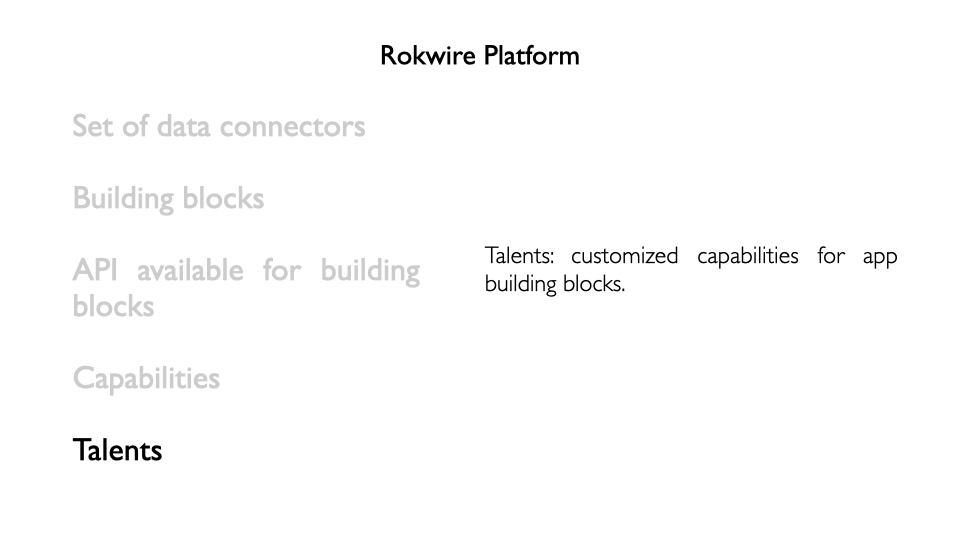 Rokwire Platform
Set of data connectors
Building blocks
API available for building
blocks
Capabilities
Talents
Talents: customized capabilities for app
building blocks.